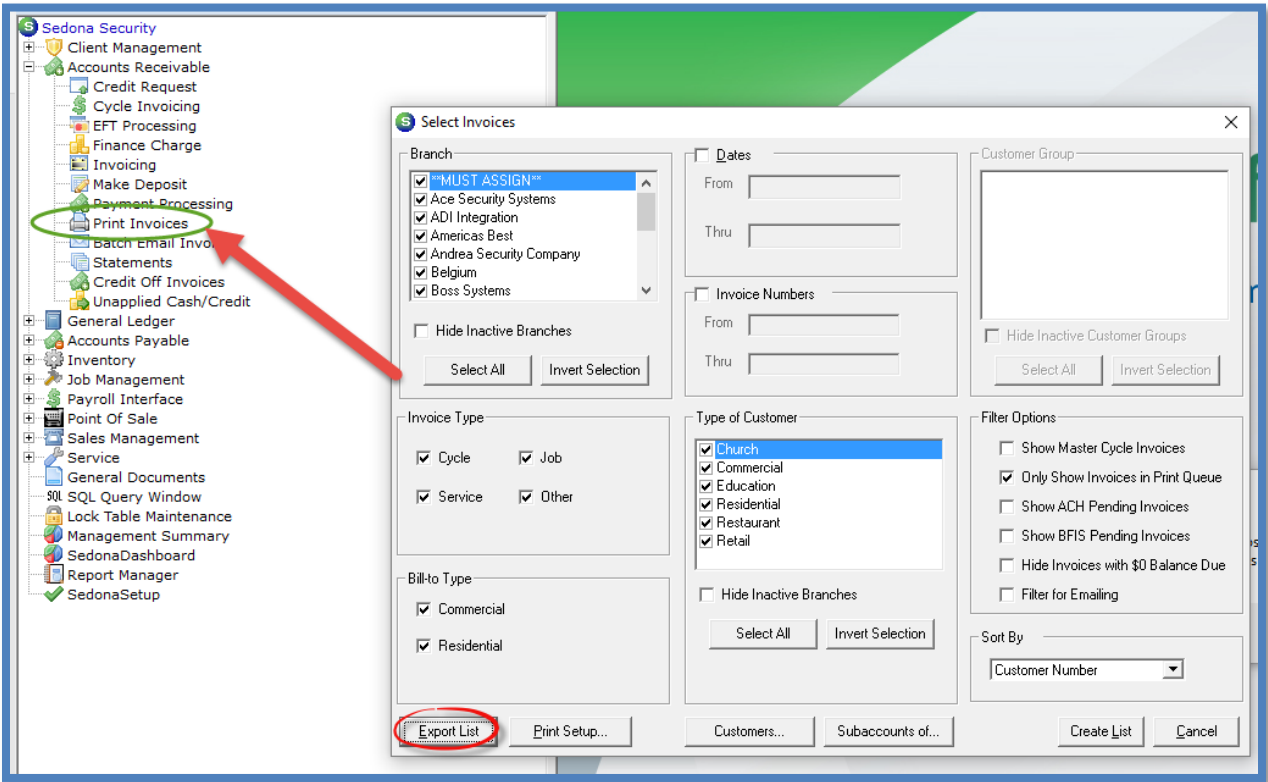 Sedona Security
Client Management
Accounts Receivable
Credit Request
Cycle Invoicing
EFT Processing
Finance Charge
Invoicing
Make Deposit
Payment Processing
Print Invoices
Batch Email Invo
Statements
Credit Off Invoices
Unapplied Cash/Credit
General Ledger
Accounts Payable
Inventory
Job Management
Payroll Interface
Point Of Sale
Sales Management
Service
General Documents
SQL SQL Query Window
Lock Table Maintenance
Management Summary
SedonaDashboard
Report Manager
SedonaSetup
S Select Invoices
Branch
**MUST ASSIGN**
Ace Security Systems
ADI Integration
Americas Best
Andrea Security Company
Belgium
Boss Systems
Hide Inactive Branches
Select All Invert Selection
Dates
From
Thru
Invoice Numbers
From
Thru
Customer Group
Hide Inactive Customer Groups
Select All Invert Selection
Invoice Type
Cycle Job
Service Other
Bill-to Type
Commercial
Residential
Type of Customer
Church
Commercial
Education
Residential
Restaurant
Retail
Hide Inactive Branches
Select All Invert Selection
Filter Options
Show Master Cycle Invoices
Only Show Invoices in Print Queue
Show ACH Pending Invoices
Show BFIS Pending Invoices
Hide Invoices with $0 Balance Due
Filter for Emailing
Sort By
Customer Number
Export List Print Setup... Customers... Subaccounts of... Create List Cancel